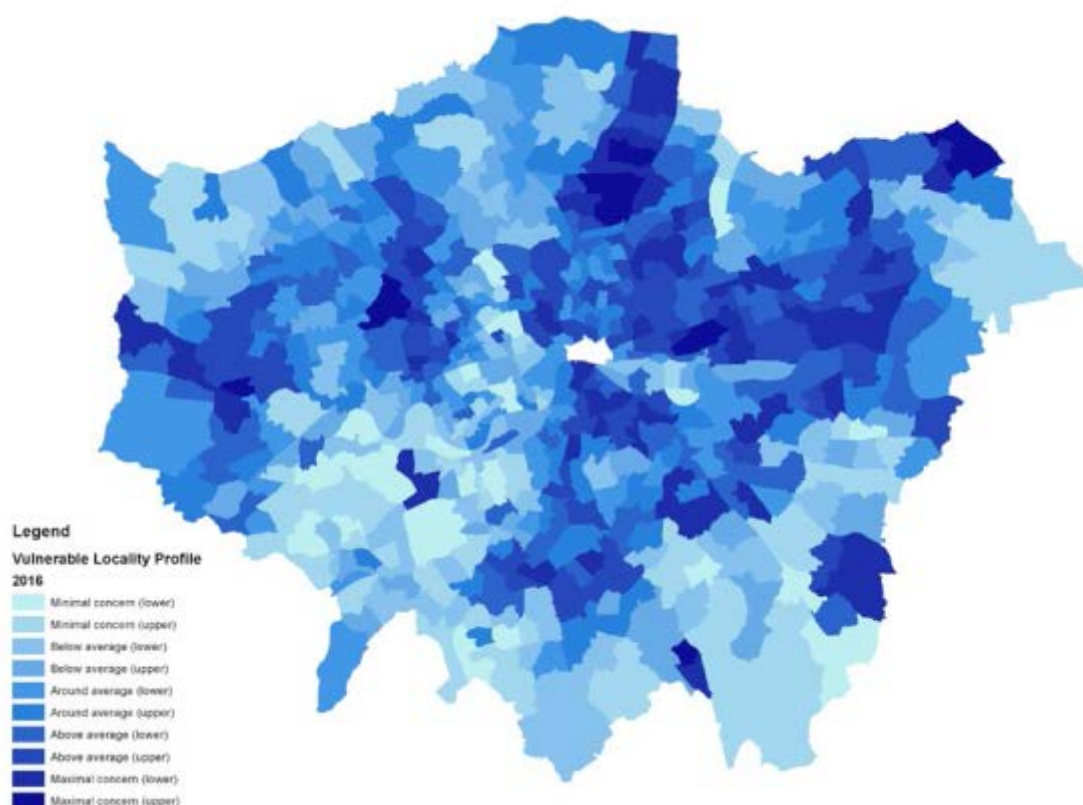 Legend
Vulnerable Locality Profile
2016
Minimal concern (lower)
Minimal concern (upper)
Below average (lower)
Below average (upper)
Around average (lower)
Around average (upper)
Above average (lower)
Above average (upper)
Maximal concern (lower)
Maximal concern (upper)